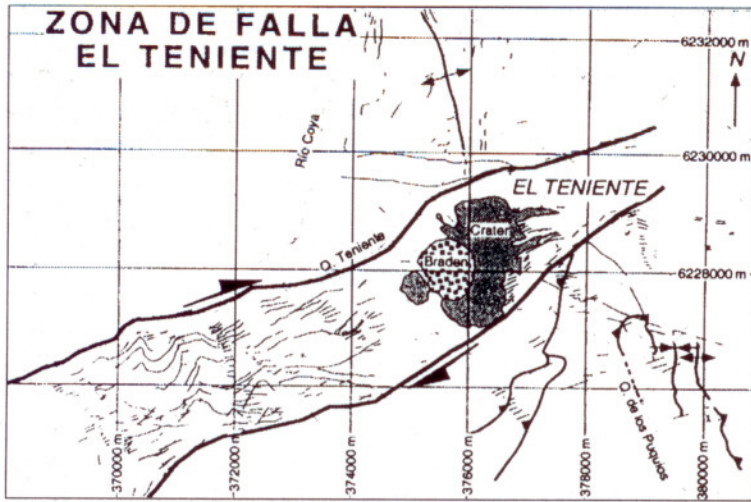 ZONA DE FALLA
EL TENIENTE
6232000 m
N
Río Coya
6230000 m
EL TENIENTE
Crater
Q. Teniente
Braden
6228000 m
6226000 m
Q. de los Puquios
370000 E
372000 E
374000 E
376000 E
378000 E
380000 E